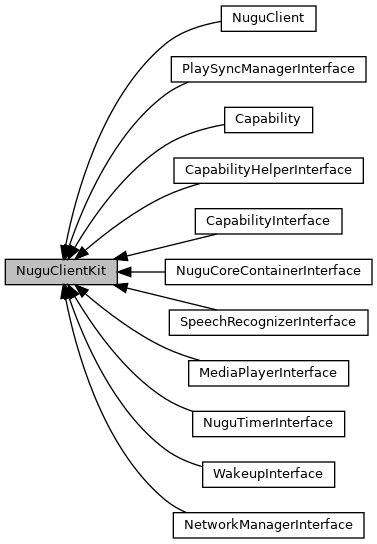 NuguClient
PlaySyncManagerInterface
Capability
CapabilityHelperInterface
CapabilityInterface
NuguClientKit
NuguCoreContainerInterface
SpeechRecognizerInterface
MediaPlayerInterface
NuguTimerInterface
WakeupInterface
NetworkManagerInterface